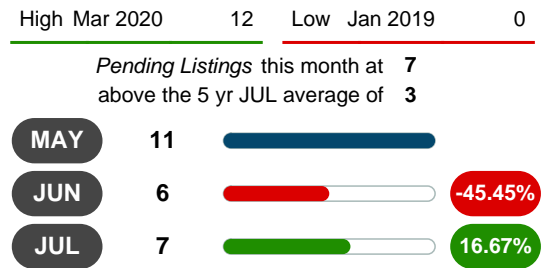 High Mar 2020 12 Low Jan 2019 0
Pending Listings this month at 7
above the 5 yr JUL average of 3
MAY 11
JUN 6 -45.45%
JUL 7 16.67%